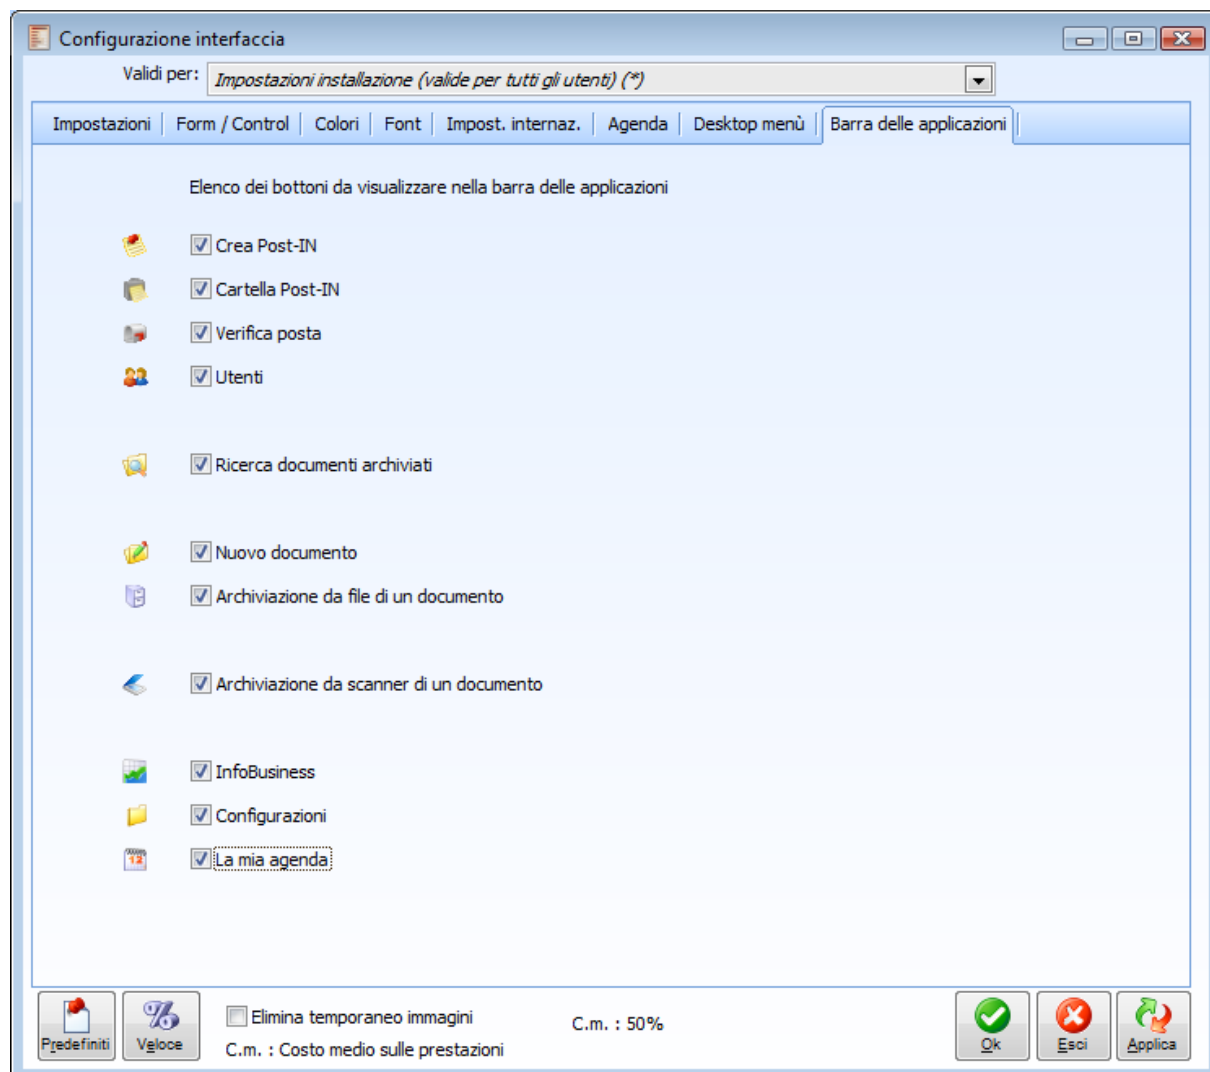 Configurazione interfaccia
Validi per: Impostazioni installazione (valide per tutti gli utenti) (*)
Impostazioni Form / Control Colori Font Impost. internaz. Agenda Desktop menù Barra delle applicazioni
Elenco dei bottoni da visualizzare nella barra delle applicazioni
Crea Post-IN
Cartella Post-IN
Verifica posta
Utenti
Ricerca documenti archiviati
Nuovo documento
Archiviazione da file di un documento
Archiviazione da scanner di un documento
InfoBusiness
Configurazioni
12 La mia agenda
Elimina temporaneo immagini C.m. : 50%
Predefiniti Veloce C.m. : Costo medio sulle prestazioni Ok Esci Applica